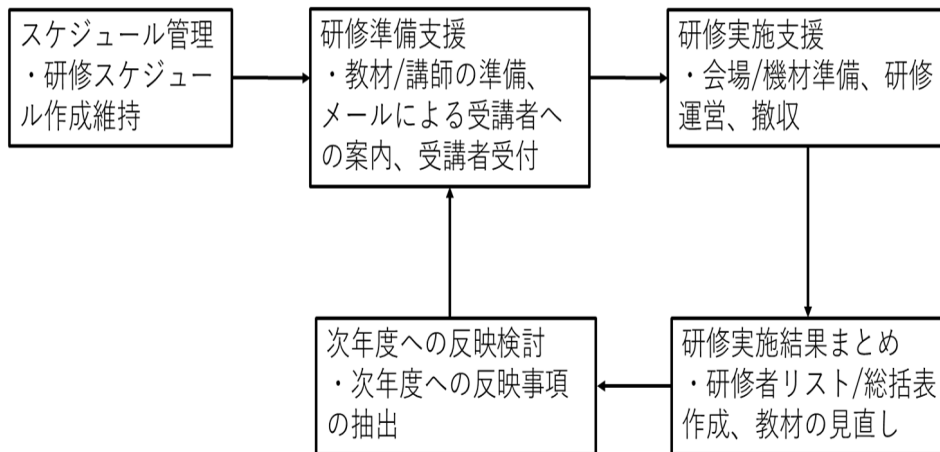 スケジュール管理
・研修スケジュー
ル作成維持
研修準備支援
・教材/講師の準備、
メールによる受講者へ
の案内、受講者受付
研修実施支援
・会場/機材準備、研修
運営、撤収
研修実施結果まとめ
・研修者リスト/総括表
作成、教材の見直し
次年度への反映検討
・次年度への反映事項
の抽出